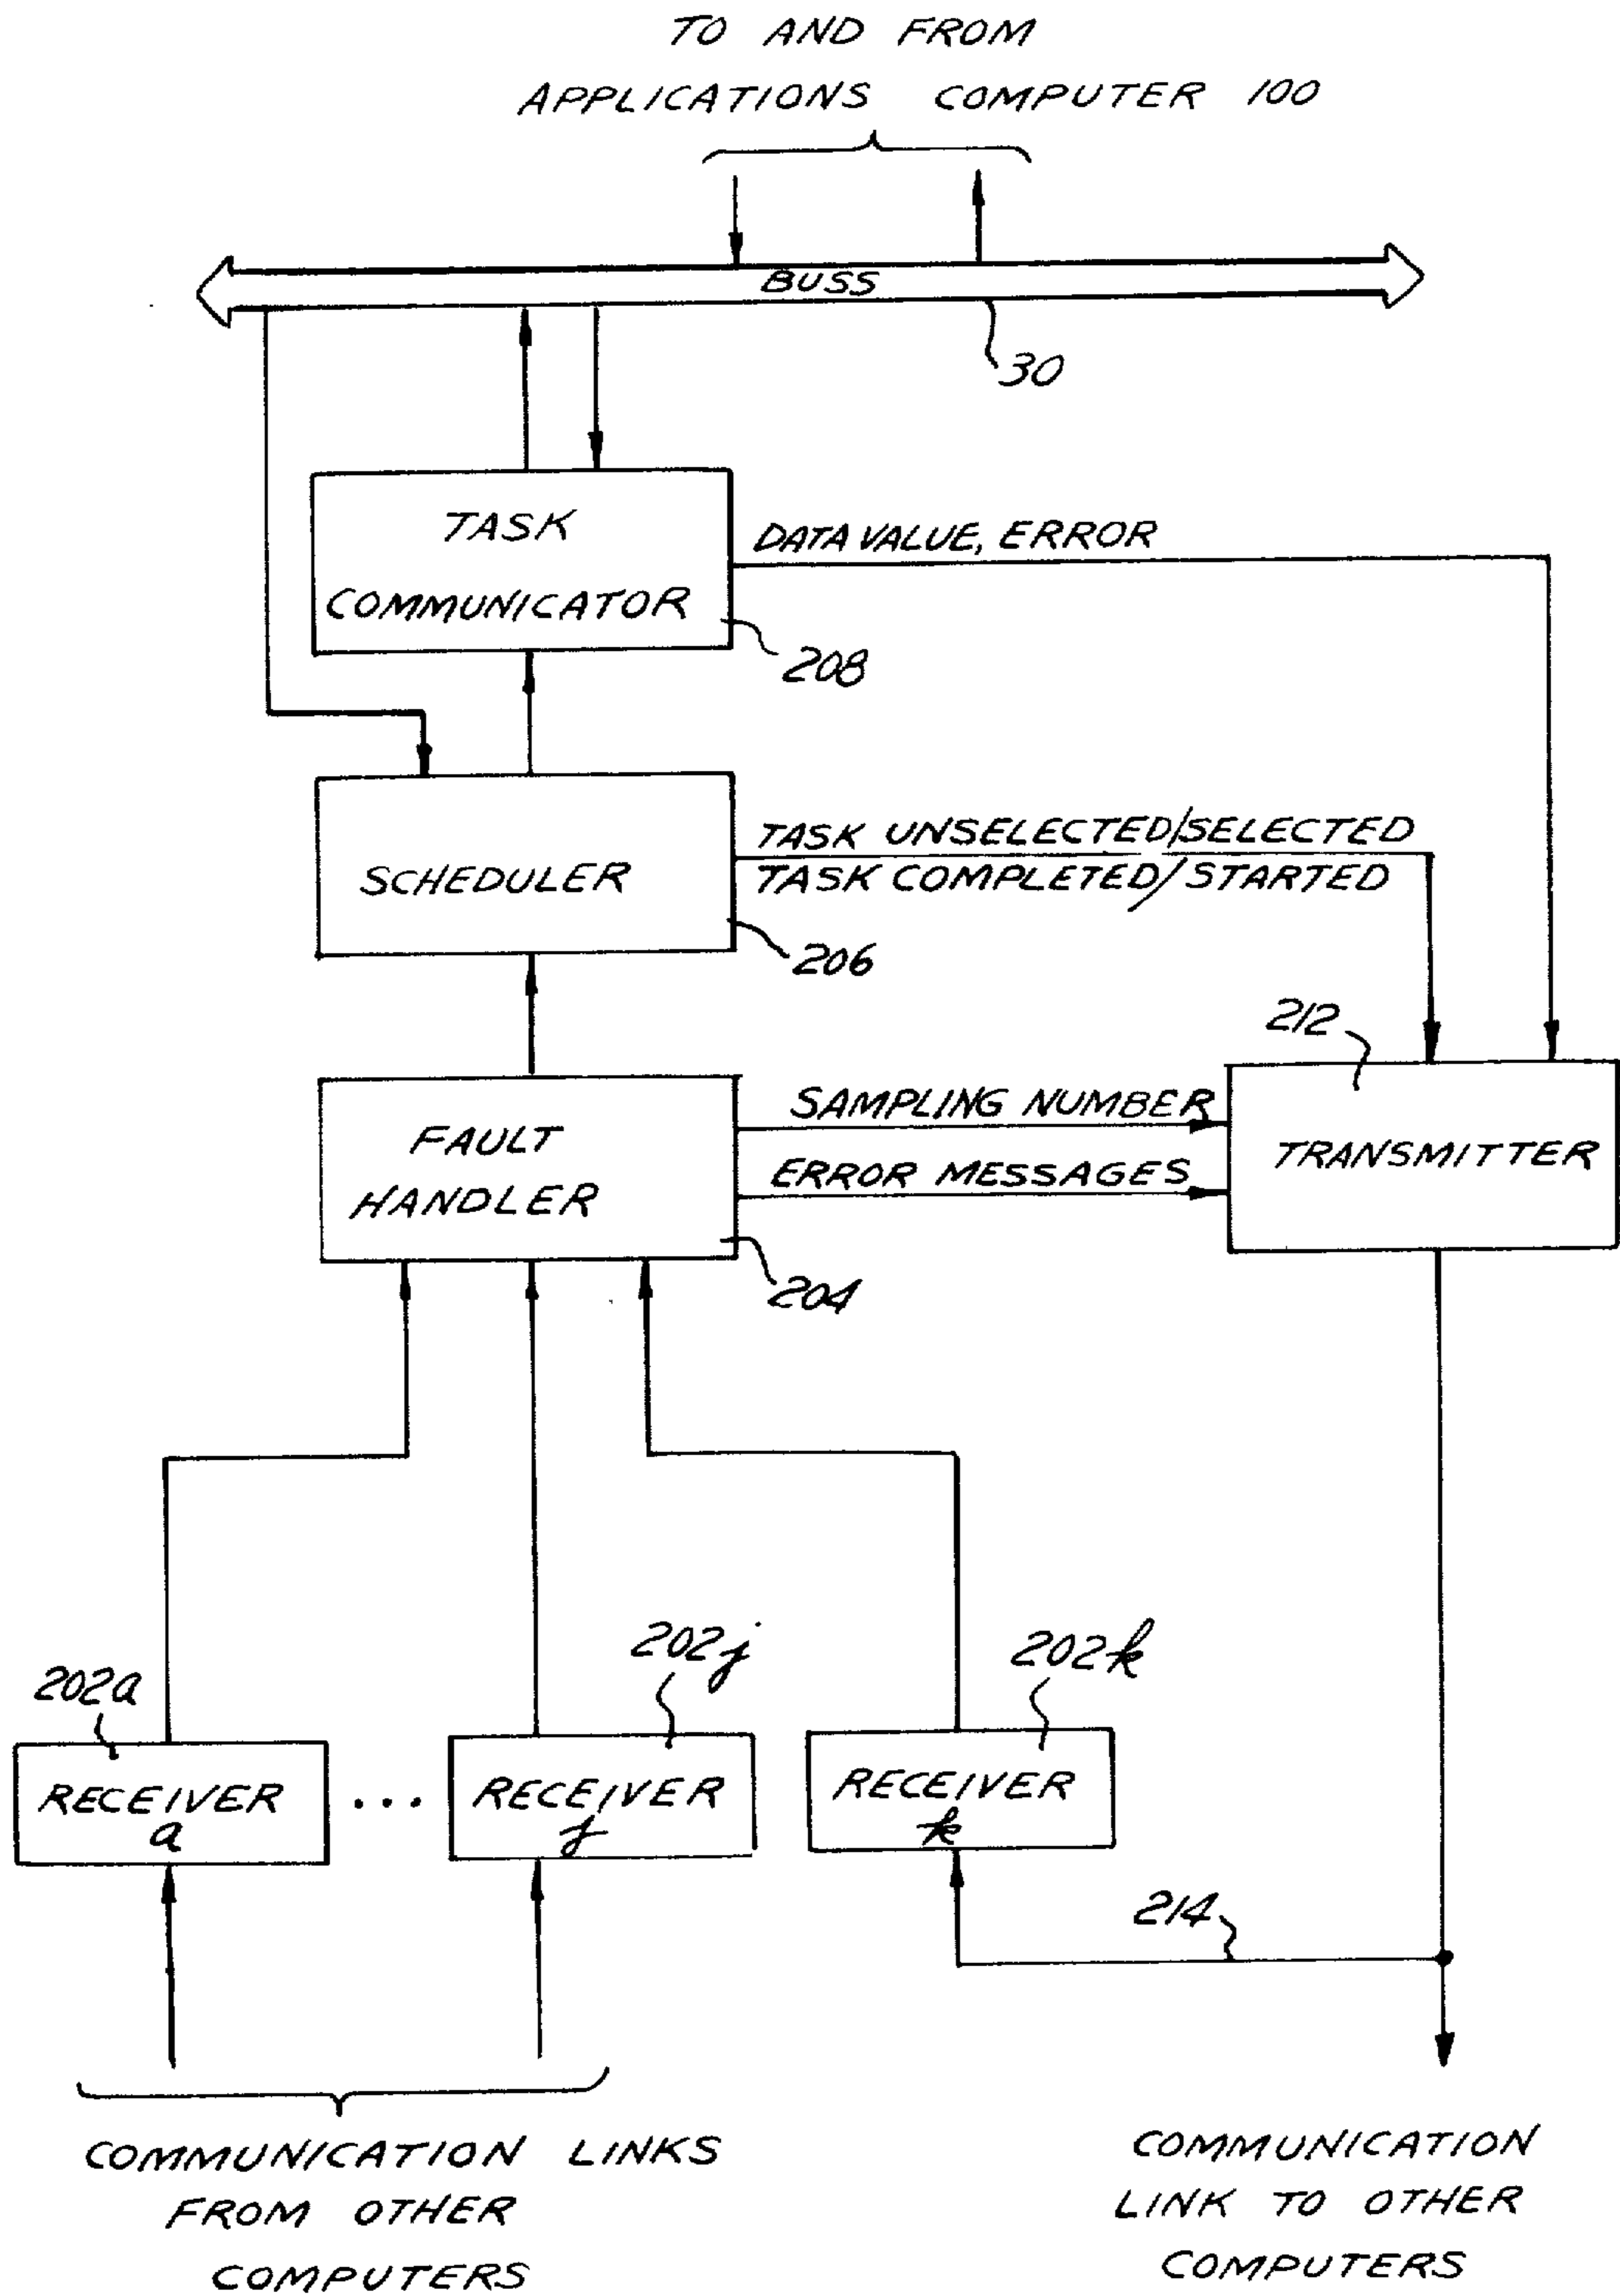 TO AND FROM
APPLICATIONS COMPUTER 100
BUSS
30
TASK
COMMUNICATOR
208
DATA VALUE, ERROR
SCHEDULER
206
TASK UNSELECTED/SELECTED
TASK COMPLETED/STARTED
212
FAULT
HANDLER
204
SAMPLING NUMBER
ERROR MESSAGES
TRANSMITTER
202a
202j
202k
RECEIVER
a
...
RECEIVER
j
RECEIVER
k
214
COMMUNICATION LINKS
FROM OTHER
COMPUTERS
COMMUNICATION
LINK TO OTHER
COMPUTERS